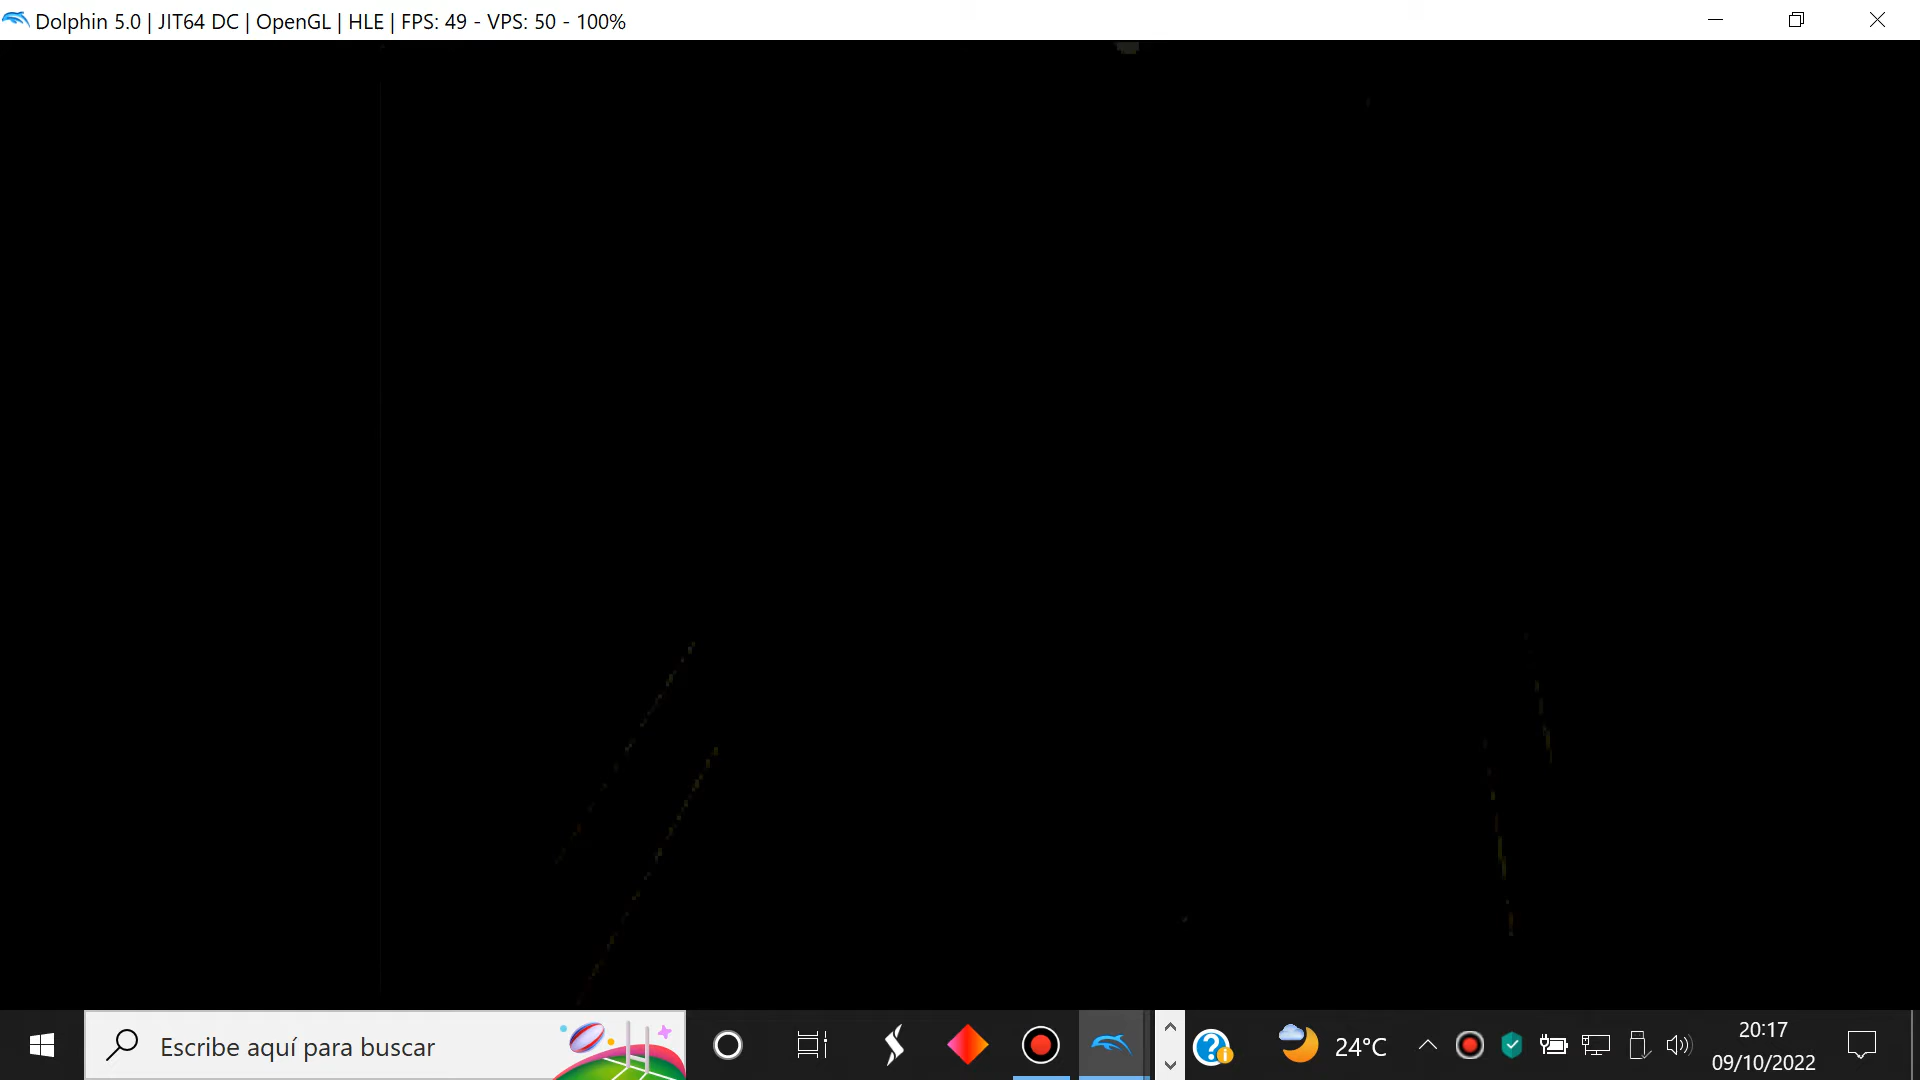 Dolphin 5.0 | JIT64 DC | OpenGL | HLE | FPS: 49 - VPS: 50 - 100%
Escribe aquí para buscar
24°C
20:17
09/10/2022